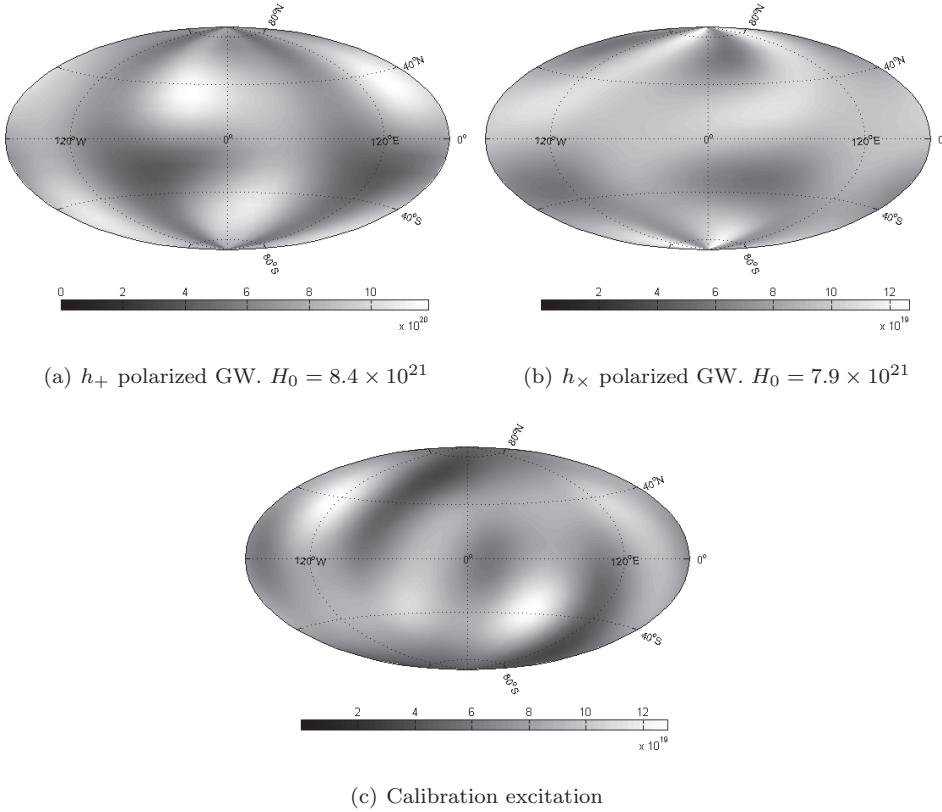 80°N
80°N
40°N
40°N
120°W 0° 120°E 0°
120°W 0° 120°E 0
40°S
40°S
80°S
80°S
0 2 4 6 8 10
2 4 6 8 10 12
x 10^20
x 10^19
(a) h₊ polarized GW. H₀ = 8.4 × 10^21
(b) h× polarized GW. H₀ = 7.9 × 10^21
80°N
40°N
120°W 0° 120°E 0°
40°S
80°S
2 4 6 8 10 12
x 10^19
(c) Calibration excitation